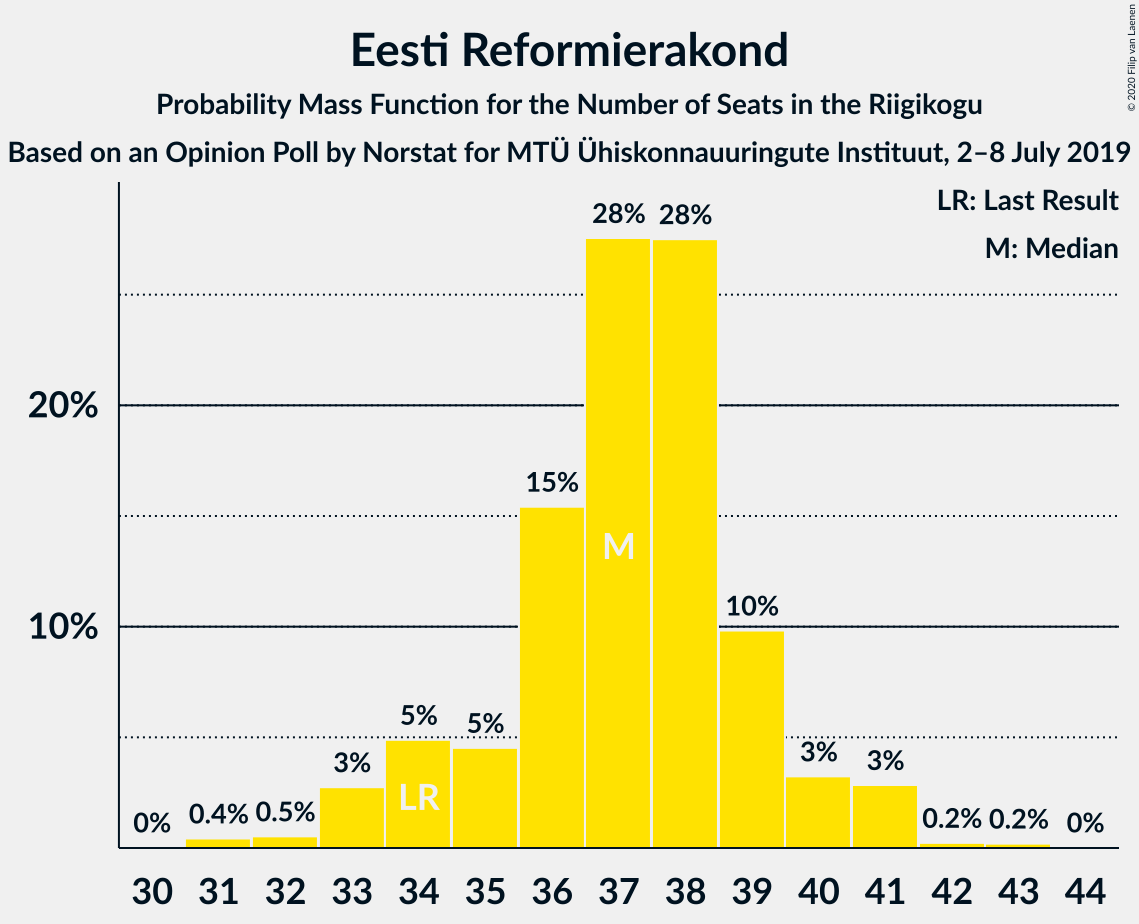 Eesti Reformierakond
Probability Mass Function for the Number of Seats in the Riigikogu
Based on an Opinion Poll by Norstat for MTÜ Ühiskonnauuringute Instituut, 2–8 July 2019
© 2020 Filip van Laenen
LR: Last Result
M: Median
28% 28%
20%
15%
M
10%
10%
5% 5%
3%
3% 3%
LR
0% 0.4% 0.5%
0.2% 0.2% 0%
30 31 32 33 34 35 36 37 38 39 40 41 42 43 44